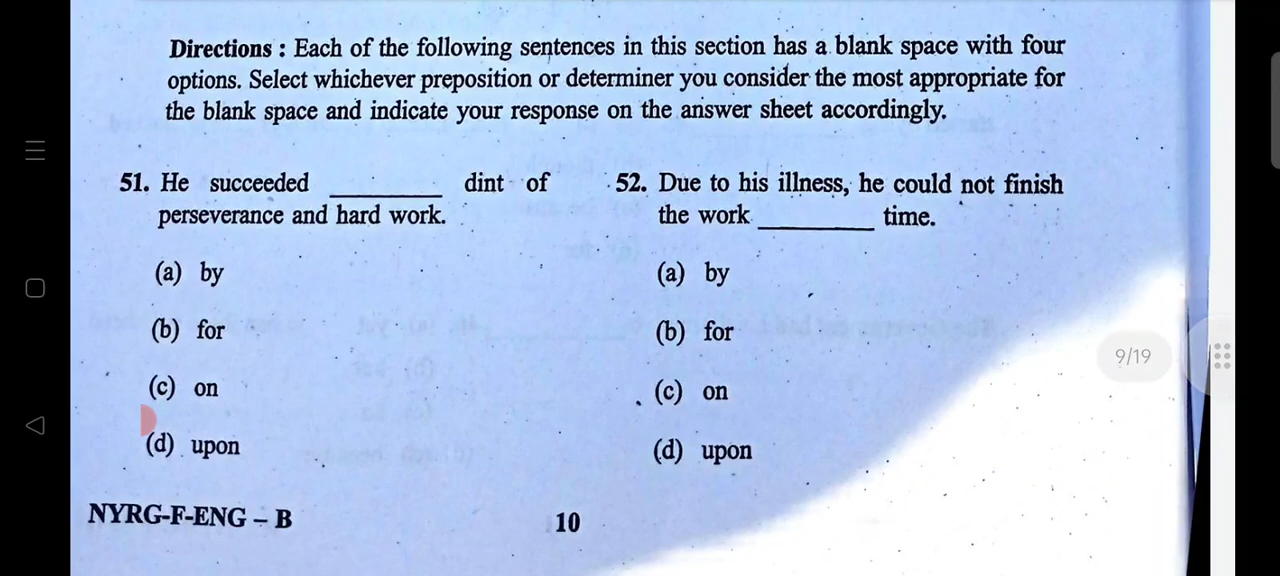 Directions : Each of the following sentences in this section has a blank space with four
options. Select whichever preposition or determiner you consider the most appropriate for
the blank space and indicate your response on the answer sheet accordingly.
51. He succeeded ________ dint of
perseverance and hard work.
(a) by
(b) for
(c) on
(d) upon
52. Due to his illness, he could not finish
the work ________ time.
(a) by
(b) for
(c) on
(d) upon
9/19
NYRG-F-ENG – B
10